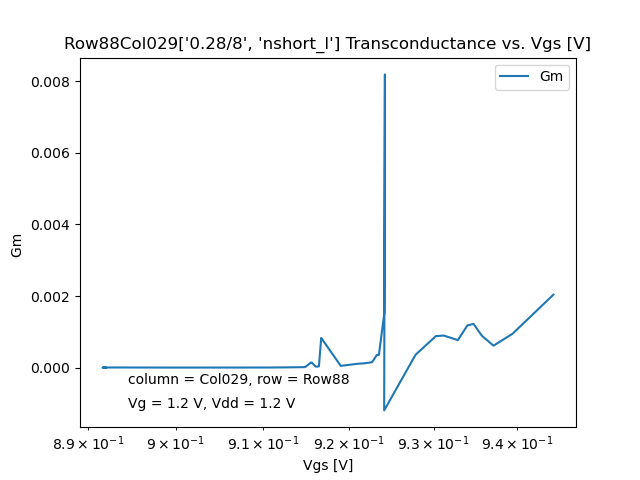 Row88Col029['0.28/8', 'nshort_l'] Transconductance vs. Vgs [V]
Gm
0.008
0.006
0.004
0.002
0.000
Gm
column = Col029, row = Row88
Vg = 1.2 V, Vdd = 1.2 V
8.9 × 10⁻¹ 9 × 10⁻¹ 9.1 × 10⁻¹ 9.2 × 10⁻¹ 9.3 × 10⁻¹ 9.4 × 10⁻¹
Vgs [V]